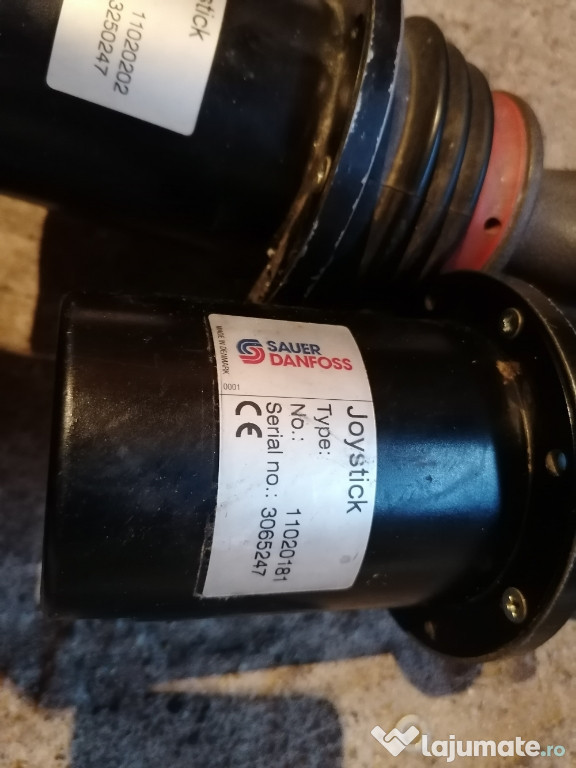 stick
11020202
3250247
MADE IN DENMARK
SAUER
DANFOSS
0001
Joystick
Type:
No.: 11020181
Serial no.: 3065247
CE
lajumate.ro